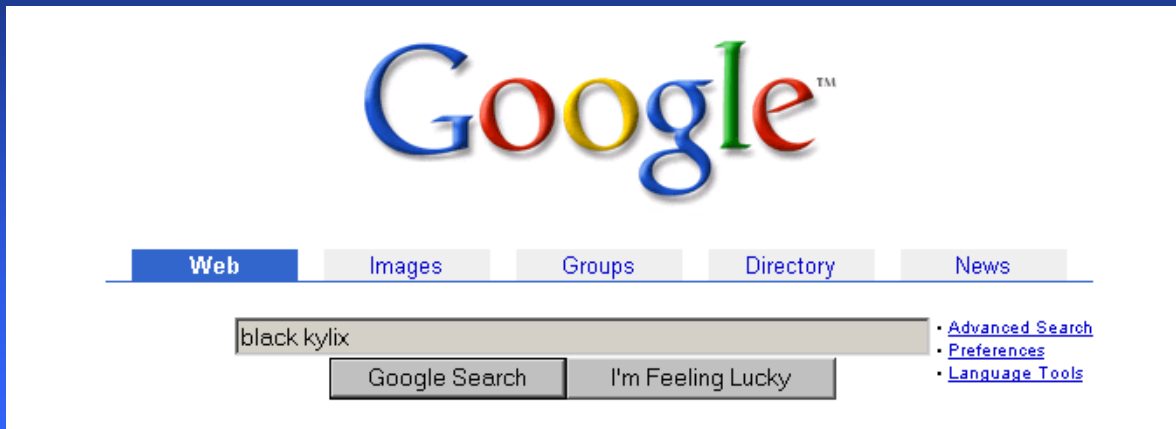 Google™
Web Images Groups Directory News
black kylix
• Advanced Search
• Preferences
• Language Tools
Google Search I'm Feeling Lucky